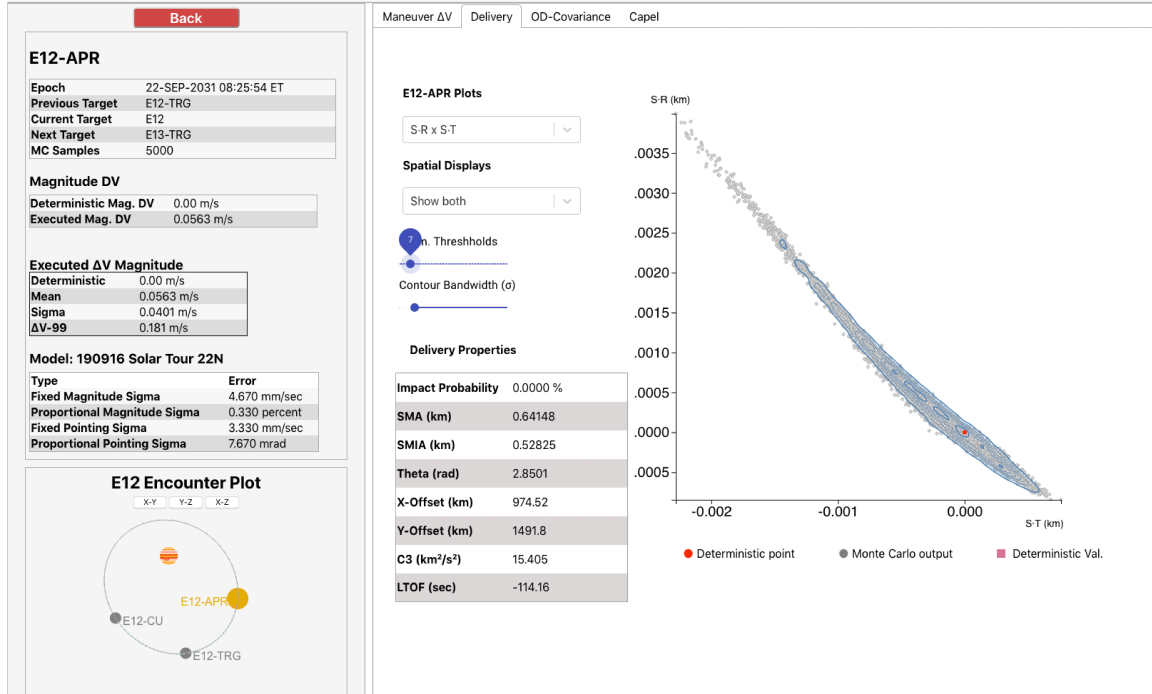 Back
E12-APR
Epoch 22-SEP-2031 08:25:54 ET
Previous Target E12-TRG
Current Target E12
Next Target E13-TRG
MC Samples 5000
Magnitude DV
Deterministic Mag. DV 0.00 m/s
Executed Mag. DV 0.0563 m/s
Executed ΔV Magnitude
Deterministic 0.00 m/s
Mean 0.0563 m/s
Sigma 0.0401 m/s
ΔV-99 0.181 m/s
Model: 190916 Solar Tour 22N
Type Error
Fixed Magnitude Sigma 4.670 mm/sec
Proportional Magnitude Sigma 0.330 percent
Fixed Pointing Sigma 3.330 mm/sec
Proportional Pointing Sigma 7.670 mrad
E12 Encounter Plot
X-Y Y-Z X-Z
E12-APR
E12-CU
E12-TRG
Maneuver ΔV Delivery OD-Covariance Capel
E12-APR Plots
S·R x S·T
Spatial Displays
Show both
7
n. Threshholds
Contour Bandwidth (σ)
Delivery Properties
Impact Probability 0.0000 %
SMA (km) 0.64148
SMIA (km) 0.52825
Theta (rad) 2.8501
X-Offset (km) 974.52
Y-Offset (km) 1491.8
C3 (km²/s²) 15.405
LTOF (sec) -114.16
S·R (km)
.0035
.0030
.0025
.0020
.0015
.0010
.0005
.0000
.0005
-0.002 -0.001 0.000
S·T (km)
Deterministic point Monte Carlo output Deterministic Val.